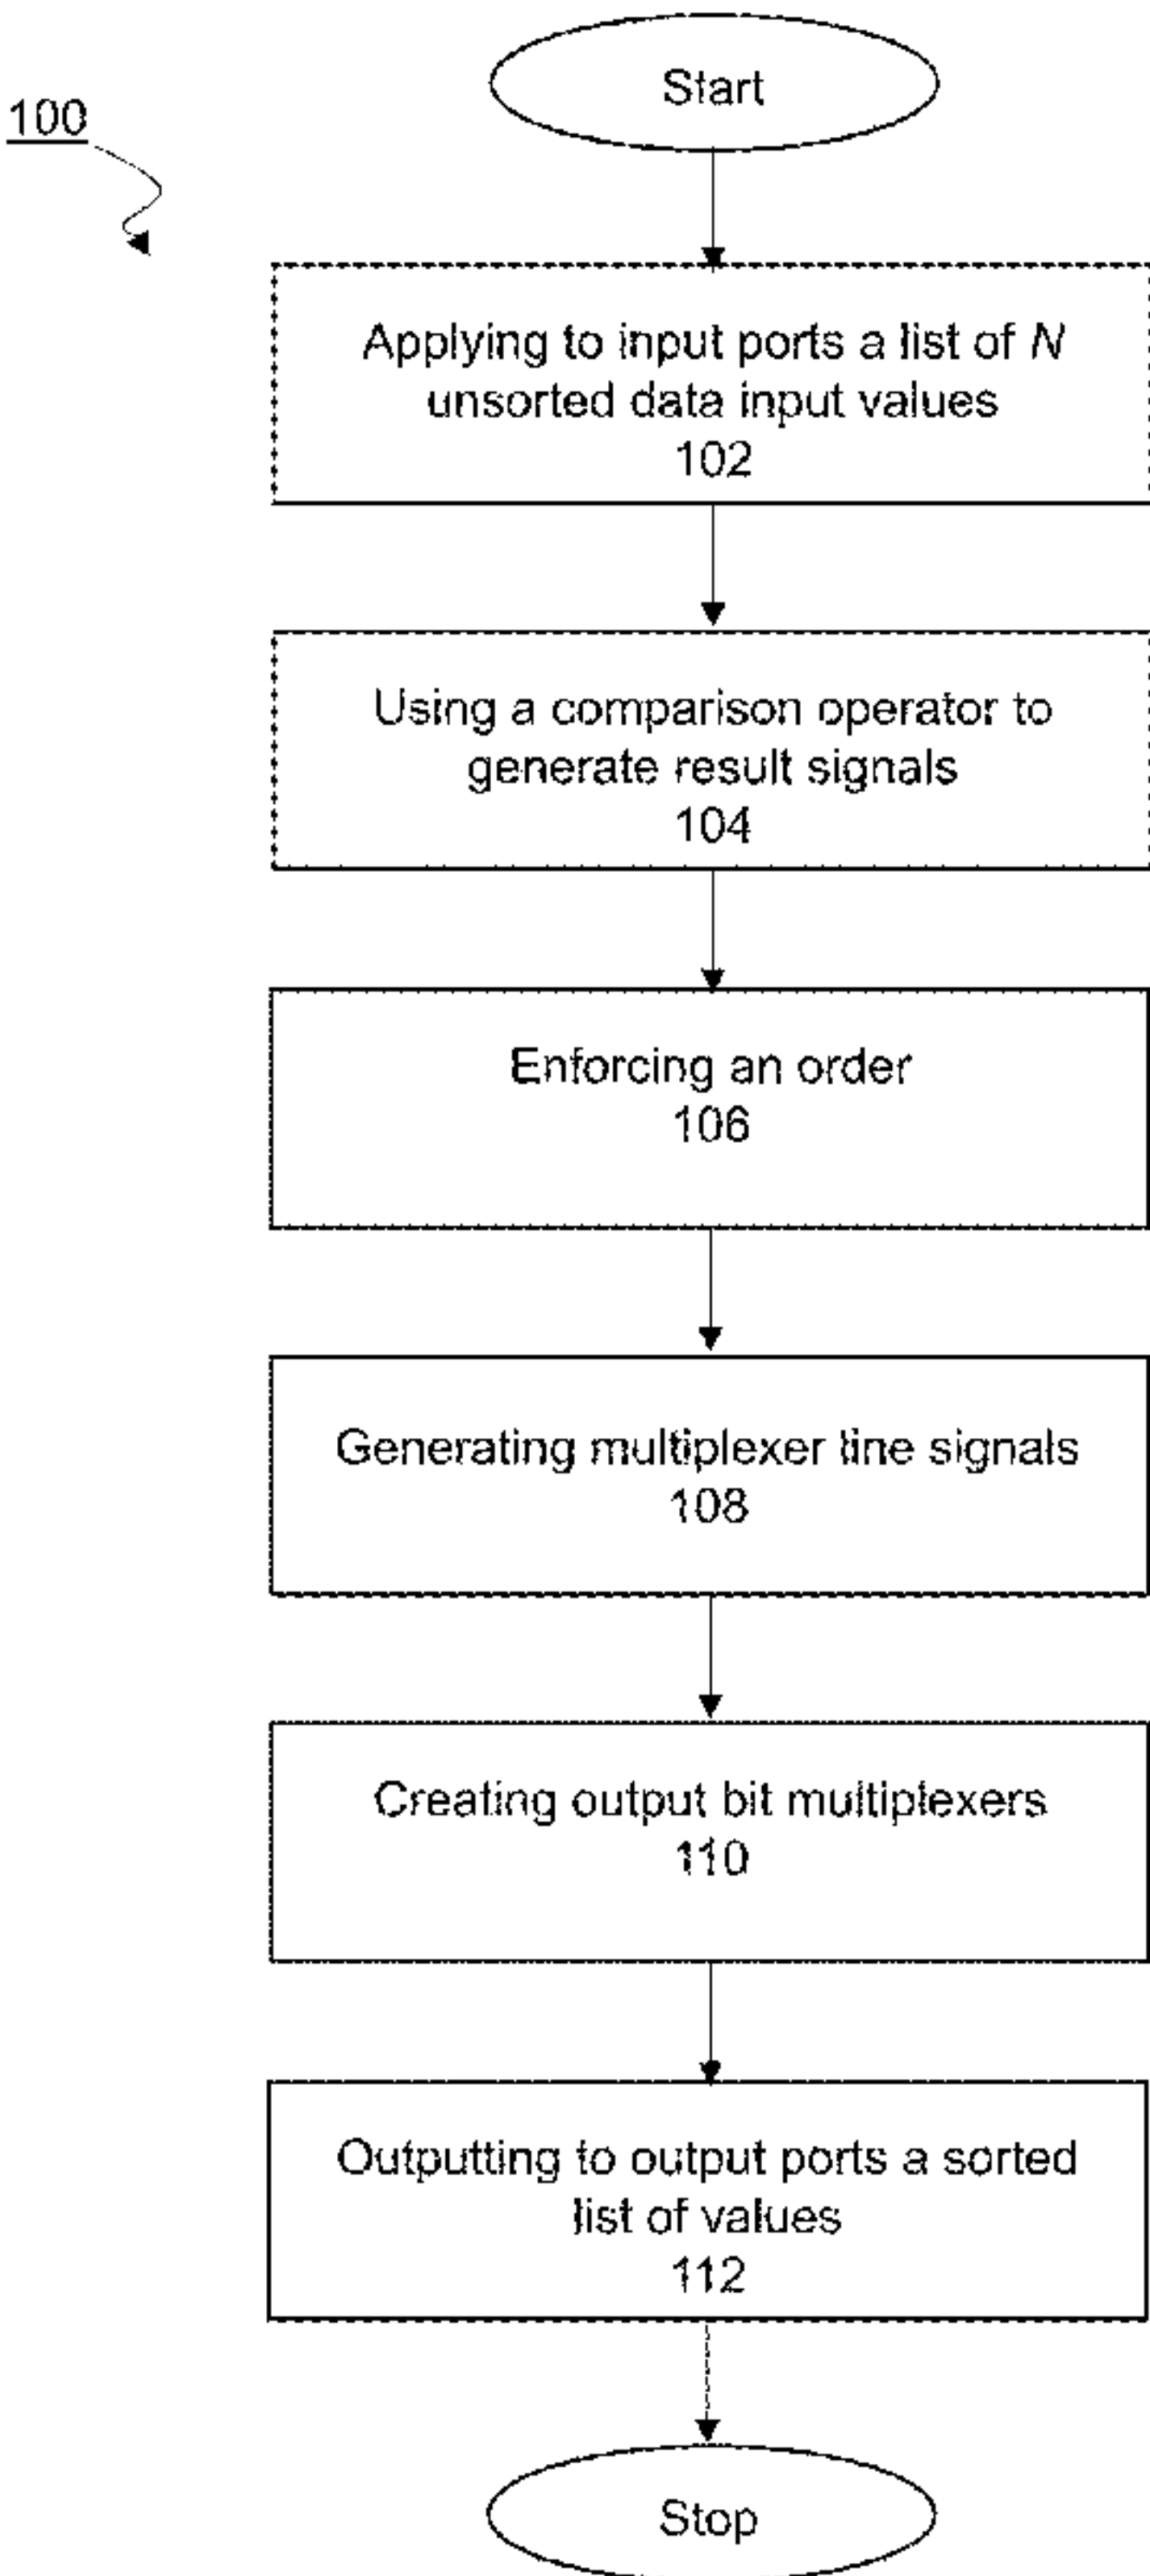 Start
100
Applying to input ports a list of N
unsorted data input values
102
Using a comparison operator to
generate result signals
104
Enforcing an order
106
Generating multiplexer line signals
108
Creating output bit multiplexers
110
Outputting to output ports a sorted
list of values
112
Stop